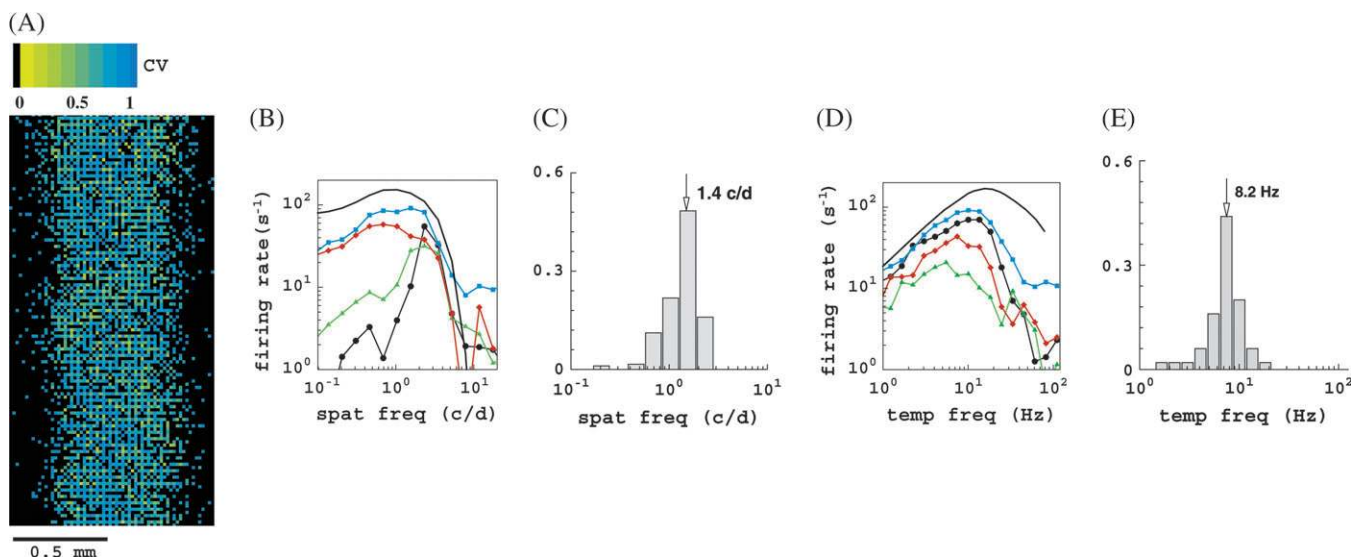 (A)
CV
0 0.5 1
0.5 mm
(B)
firing rate(s⁻¹)
10²
10¹
10⁰
10⁻¹ 10⁰ 10¹
spat freq (c/d)
(C)
0.6
0.3
0
1.4 c/d
10⁻¹ 10⁰ 10¹
spat freq (c/d)
(D)
firing rate (s⁻¹)
10²
10¹
10⁰
10⁰ 10¹ 10²
temp freq (Hz)
(E)
0.6
0.3
0
8.2 Hz
10⁰ 10¹ 10²
temp freq (Hz)